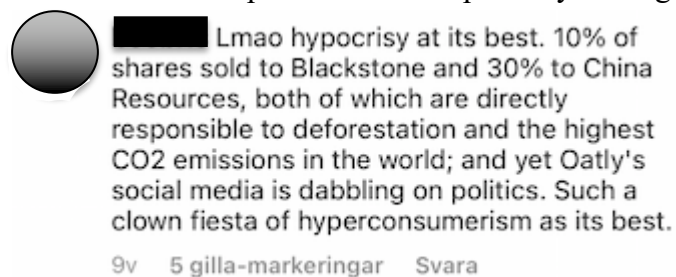 Lmao hypocrisy at its best. 10% of
shares sold to Blackstone and 30% to China
Resources, both of which are directly
responsible to deforestation and the highest
CO2 emissions in the world; and yet Oatly's
social media is dabbling on politics. Such a
clown fiesta of hyperconsumerism as its best.
9v 5 gilla-markeringar Svara